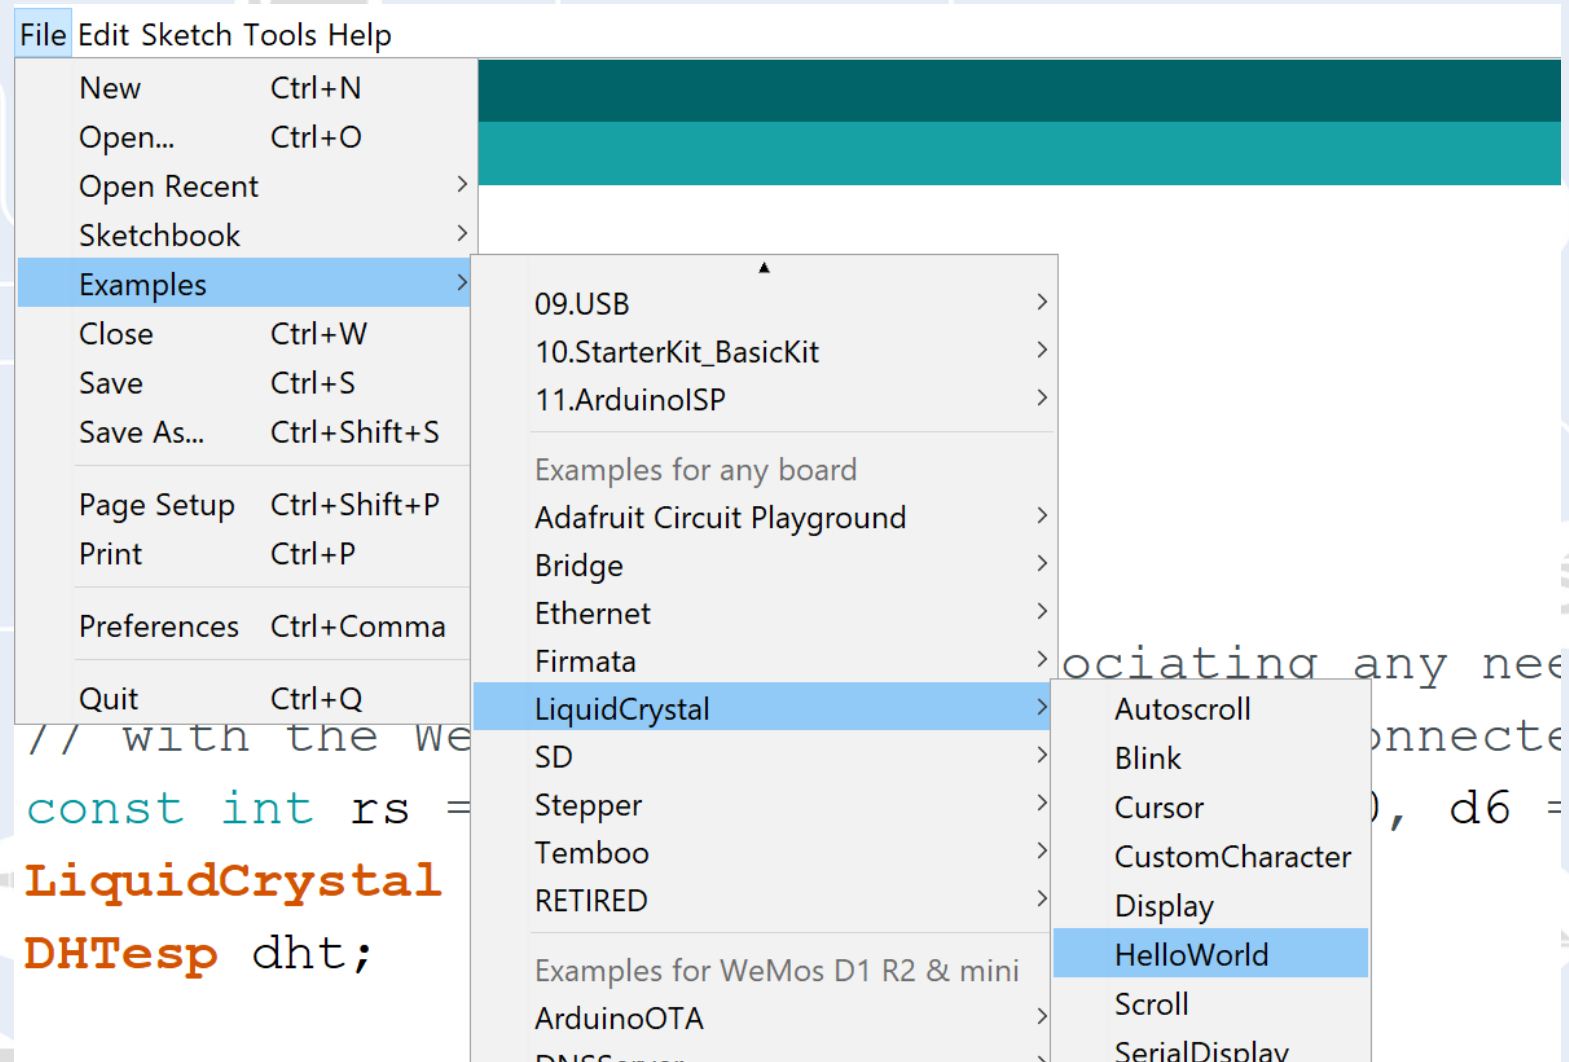 File Edit Sketch Tools Help
New Ctrl+N
Open... Ctrl+O
Open Recent
Sketchbook
Examples
Close Ctrl+W
Save Ctrl+S
Save As... Ctrl+Shift+S
Page Setup Ctrl+Shift+P
Print Ctrl+P
Preferences Ctrl+Comma
Quit Ctrl+Q
09.USB
10.StarterKit_BasicKit
11.ArduinoISP
Examples for any board
Adafruit Circuit Playground
Bridge
Ethernet
Firmata
LiquidCrystal
SD
Stepper
Temboo
RETIRED
Examples for WeMos D1 R2 & mini
ArduinoOTA
DNSServer
Autoscroll
Blink
Cursor
CustomCharacter
Display
HelloWorld
Scroll
SerialDisplay
ociating any nee
// with the We onnecte
const int rs = , d6 =
LiquidCrystal
DHTesp dht;